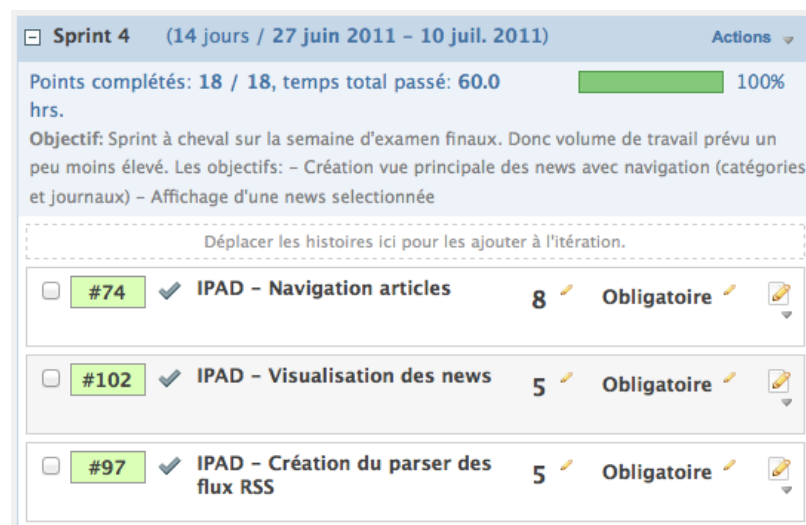 Sprint 4 (14 jours / 27 juin 2011 – 10 juil. 2011) Actions
Points complétés: 18 / 18, temps total passé: 60.0 100%
hrs.
Objectif: Sprint à cheval sur la semaine d'examen finaux. Donc volume de travail prévu un
peu moins élevé. Les objectifs: – Création vue principale des news avec navigation (catégories
et journaux) – Affichage d'une news selectionnée
Déplacer les histoires ici pour les ajouter à l'itération.
#74 IPAD – Navigation articles 8 Obligatoire
#102 IPAD – Visualisation des news 5 Obligatoire
#97 IPAD – Création du parser des 5 Obligatoire
flux RSS